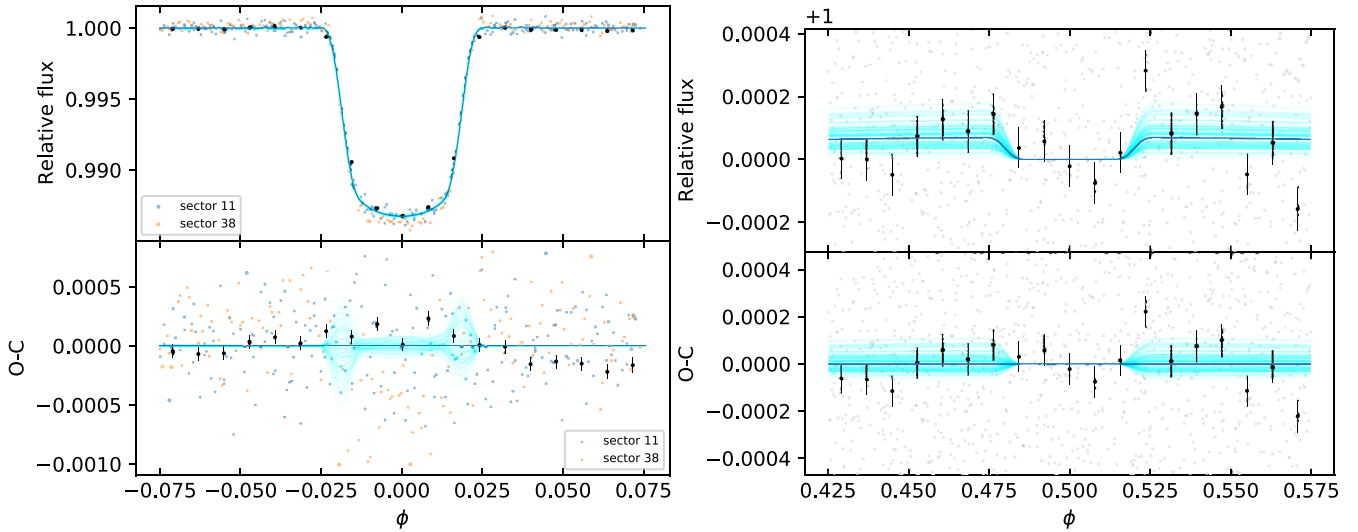 1.000
0.995
0.990
Relative flux
sector 11
sector 38
0.0005
0.0000
−0.0005
−0.0010
O-C
sector 11
sector 38
−0.075 −0.050 −0.025 0.000 0.025 0.050 0.075
ϕ
+1
0.0004
0.0002
0.0000
−0.0002
Relative flux
0.0004
0.0002
0.0000
−0.0002
−0.0004
O-C
0.425 0.450 0.475 0.500 0.525 0.550 0.575
ϕ